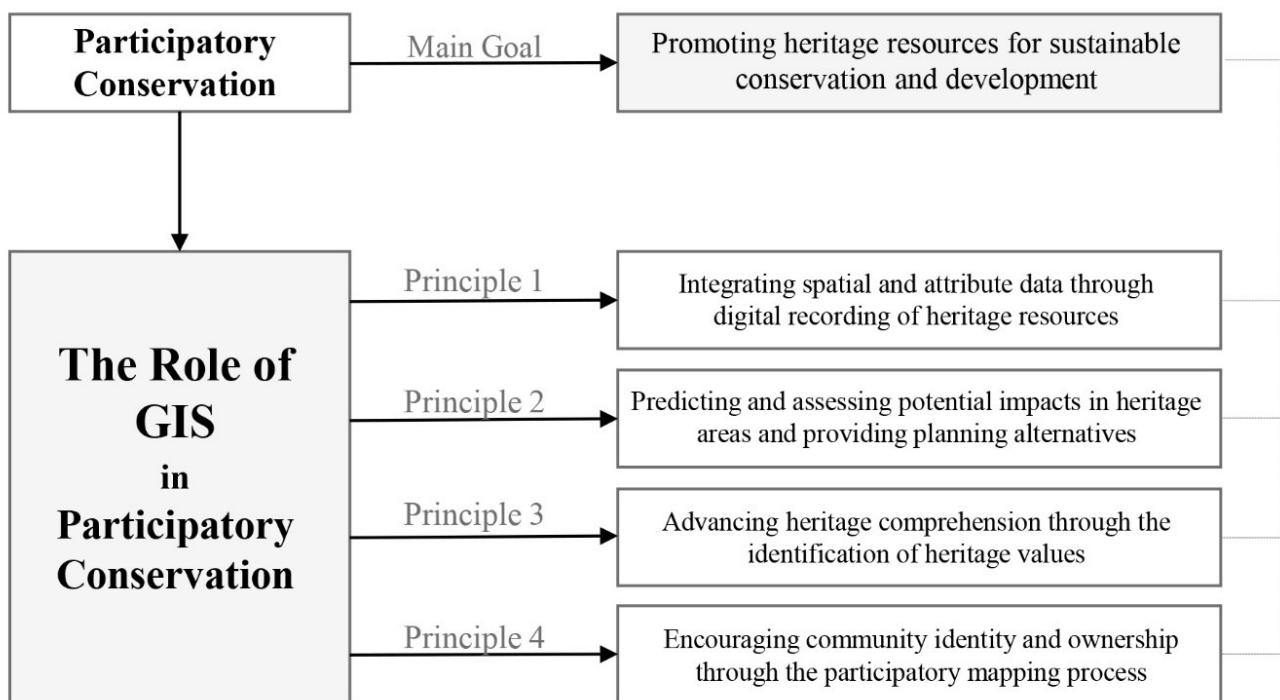 Participatory
Conservation
Main Goal
Promoting heritage resources for sustainable
conservation and development
The Role of
GIS
in
Participatory
Conservation
Principle 1
Integrating spatial and attribute data through
digital recording of heritage resources
Principle 2
Predicting and assessing potential impacts in heritage
areas and providing planning alternatives
Principle 3
Advancing heritage comprehension through the
identification of heritage values
Principle 4
Encouraging community identity and ownership
through the participatory mapping process